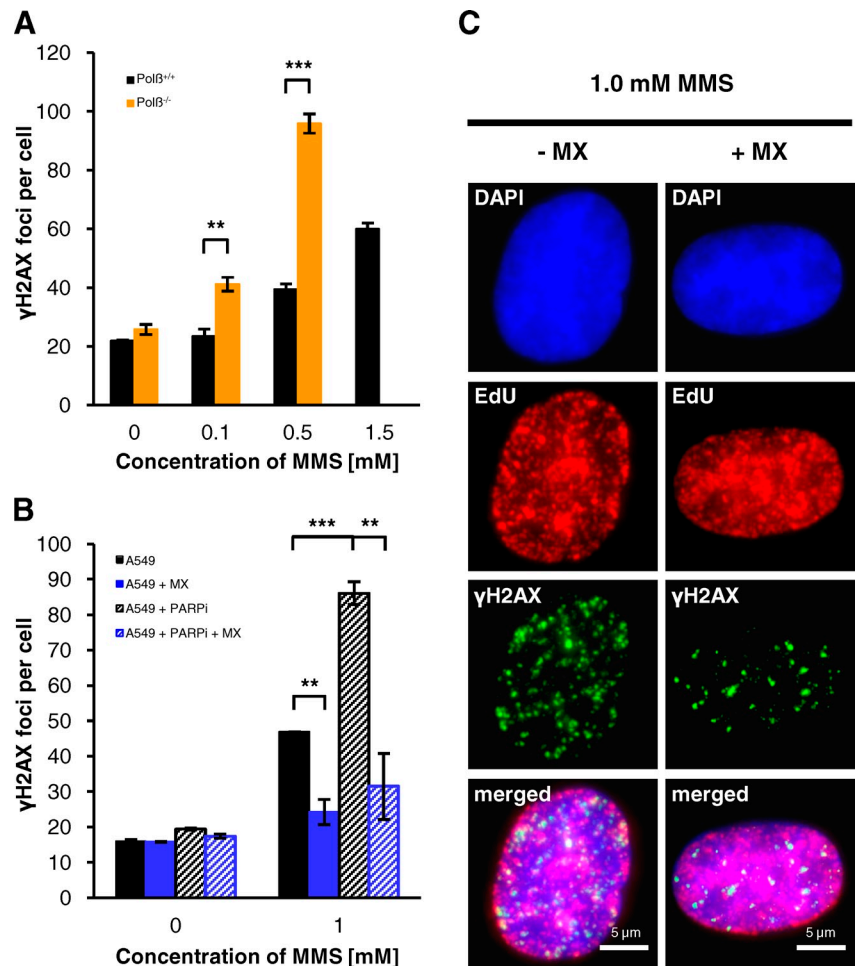 A
120
100
80
60
40
20
0
γH2AX foci per cell
Polß+/+
Polß-/-
**
***
0 0.1 0.5 1.5
Concentration of MMS [mM]
B
100
90
80
70
60
50
40
30
20
10
0
γH2AX foci per cell
A549
A549 + MX
A549 + PARPi
A549 + PARPi + MX
*** **
**
0 1
Concentration of MMS [mM]
C
1.0 mM MMS
- MX + MX
DAPI DAPI
EdU EdU
γH2AX γH2AX
merged merged
5 µm 5 µm